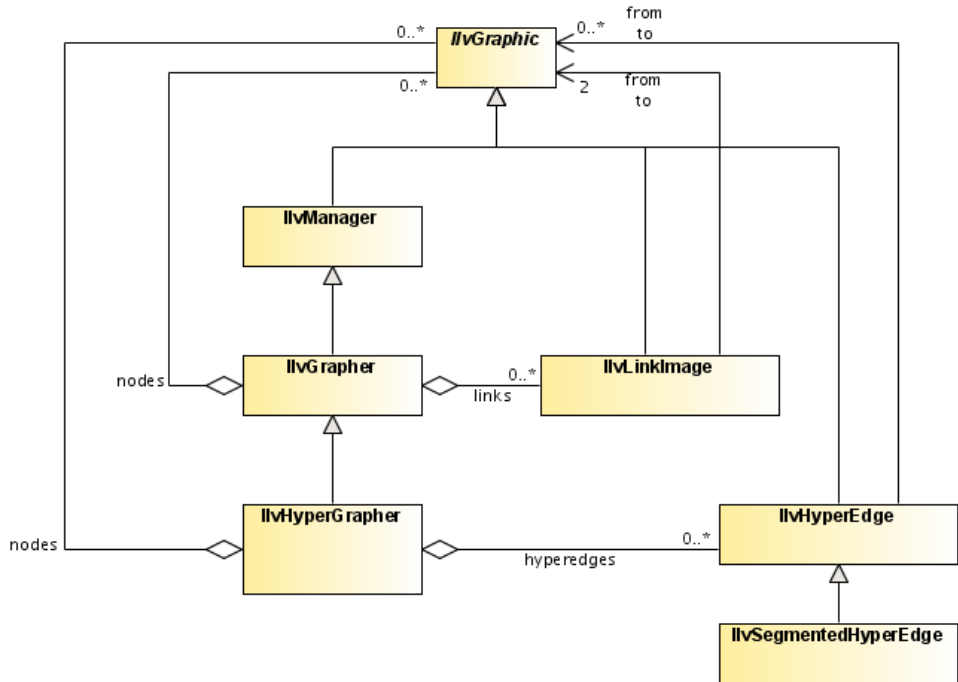 from
0..*
IlvGraphic
0..*
to
0..*
2
from
to
IlvManager
IlvGrapher
IlvLinkImage
nodes
0..*
links
IlvHyperGrapher
IlvHyperEdge
nodes
0..*
hyperedges
IlvSegmentedHyperEdge